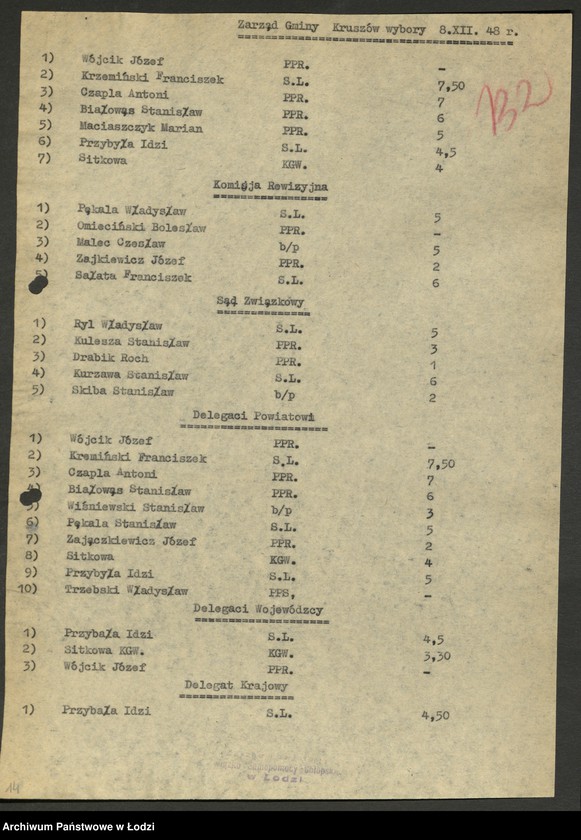 Zarząd Gminy Kruszów wybory 8.XII. 48 r.
132
1) Wójcik Józef PPR. –
2) Krzemiński Franciszek S.L. 7,50
3) Czapla Antoni PPR. 7
4) Białowąs Stanisław PPR. 6
5) Maciaszczyk Marian PPR. 5
6) Przybyła Idzi S.L. 4,5
7) Sitkowa KGW. 4
Komisja Rewizyjna
1) Pękala Władysław S.L. 5
2) Omieciński Bolesław PPR. –
3) Malec Czesław b/p 5
4) Zajkiewicz Józef PPR. 2
5) Sałata Franciszek S.L. 6
Sąd Związkowy
1) Ryl Władysław S.L. 5
2) Kulesza Stanisław PPR. 3
3) Drabik Roch PPR. 1
4) Kurzawa Stanisław S.L. 6
5) Skiba Stanisław b/p 2
Delegaci Powiatowi
1) Wójcik Józef PPR. –
2) Kremiński Franciszek S.L. 7,50
3) Czapla Antoni PPR. 7
4) Białowąs Stanisław PPR. 6
5) Wiśniewski Stanisław b/p 3
6) Pękala Stanisław S.L. 5
7) Zajączkiewicz Józef PPR. 2
8) Sitkowa KGW. 4
9) Przybyła Idzi S.L. 5
10) Trzebski Władysław PPS, –
Delegaci Wojewódzcy
1) Przybała Idzi S.L. 4,5
2) Sitkowa KGW. KGW. 3,30
3) Wójcik Józef PPR. –
Delegat Krajowy
1) Przybała Idzi S.L. 4,50
w Łodzi
14
Archiwum Państwowe w Łodzi